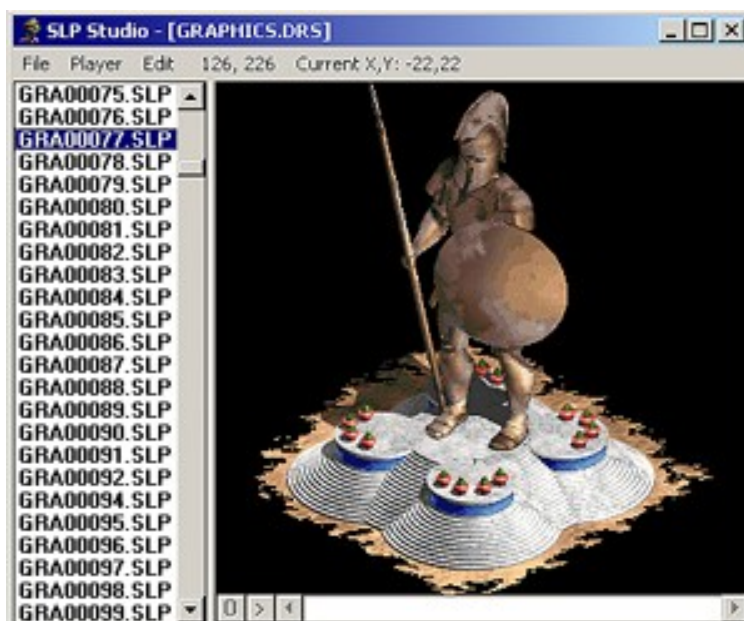 SLP Studio - [GRAPHICS.DRS]
File Player Edit 126, 226 Current X,Y: -22,22
GRA00075.SLP
GRA00076.SLP
GRA00077.SLP
GRA00078.SLP
GRA00079.SLP
GRA00080.SLP
GRA00081.SLP
GRA00082.SLP
GRA00083.SLP
GRA00084.SLP
GRA00085.SLP
GRA00086.SLP
GRA00087.SLP
GRA00088.SLP
GRA00089.SLP
GRA00090.SLP
GRA00091.SLP
GRA00092.SLP
GRA00094.SLP
GRA00095.SLP
GRA00096.SLP
GRA00097.SLP
GRA00098.SLP
GRA00099.SLP
0 >